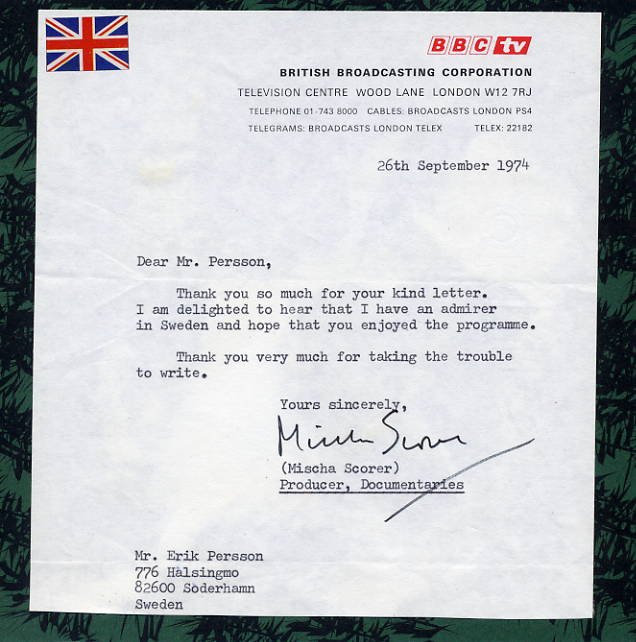 BBC tv
BRITISH BROADCASTING CORPORATION
TELEVISION CENTRE WOOD LANE LONDON W12 7RJ
TELEPHONE 01-743 8000 CABLES: BROADCASTS LONDON PS4
TELEGRAMS: BROADCASTS LONDON TELEX TELEX: 22182
26th September 1974
Dear Mr. Persson,
Thank you so much for your kind letter.
I am delighted to hear that I have an admirer
in Sweden and hope that you enjoyed the programme.
Thank you very much for taking the trouble
to write.
Yours sincerely,
Mischa Scorer
(Mischa Scorer)
Producer, Documentaries
Mr. Erik Persson
776 Halsingmo
82600 Soderhamn
Sweden